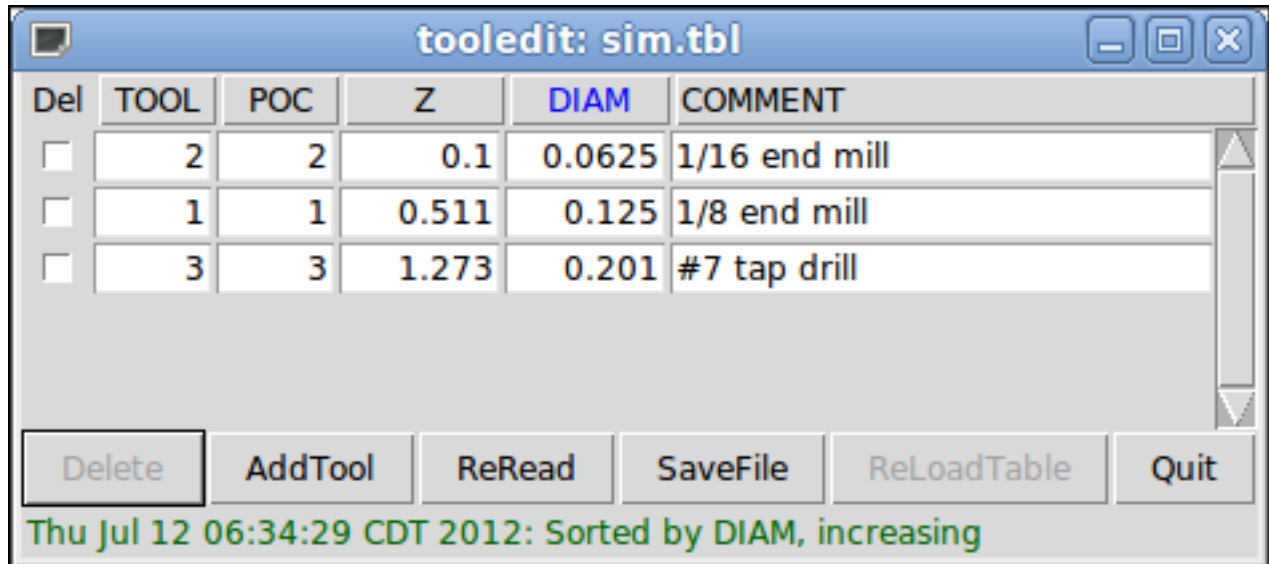 tooledit: sim.tbl
Del TOOL POC Z DIAM COMMENT
2 2 0.1 0.0625 1/16 end mill
1 1 0.511 0.125 1/8 end mill
3 3 1.273 0.201 #7 tap drill
Delete AddTool ReRead SaveFile ReLoadTable Quit
Thu Jul 12 06:34:29 CDT 2012: Sorted by DIAM, increasing